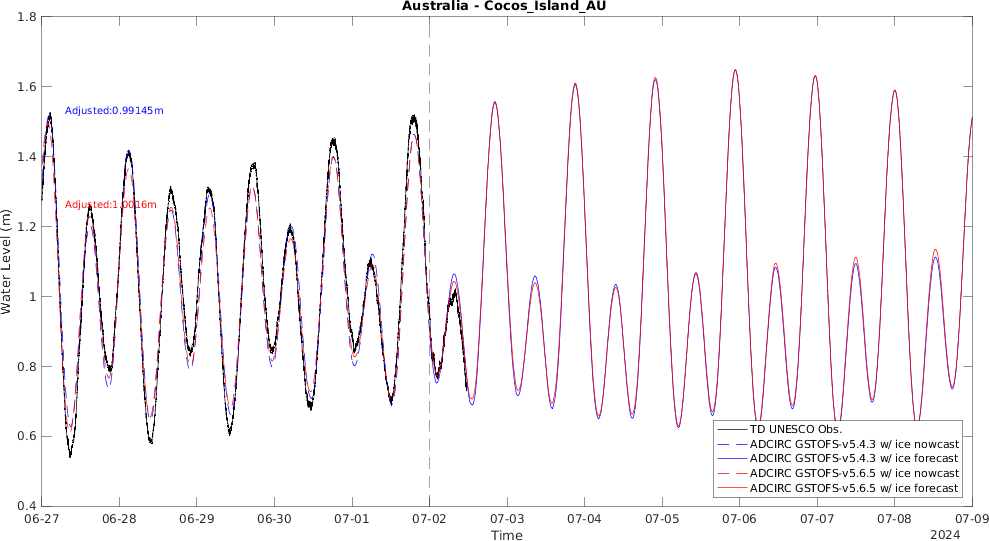 Australia - Cocos_Island_AU
1.8
1.6
1.4
1.2
1
0.8
0.6
0.4
Water Level (m)
Adjusted:0.99145m
Adjusted:1.0016m
TD UNESCO Obs.
ADCIRC GSTOFS-v5.4.3 w/ ice nowcast
ADCIRC GSTOFS-v5.4.3 w/ ice forecast
ADCIRC GSTOFS-v5.6.5 w/ ice nowcast
ADCIRC GSTOFS-v5.6.5 w/ ice forecast
06-27 06-28 06-29 06-30 07-01 07-02 07-03 07-04 07-05 07-06 07-07 07-08 07-09
Time
2024